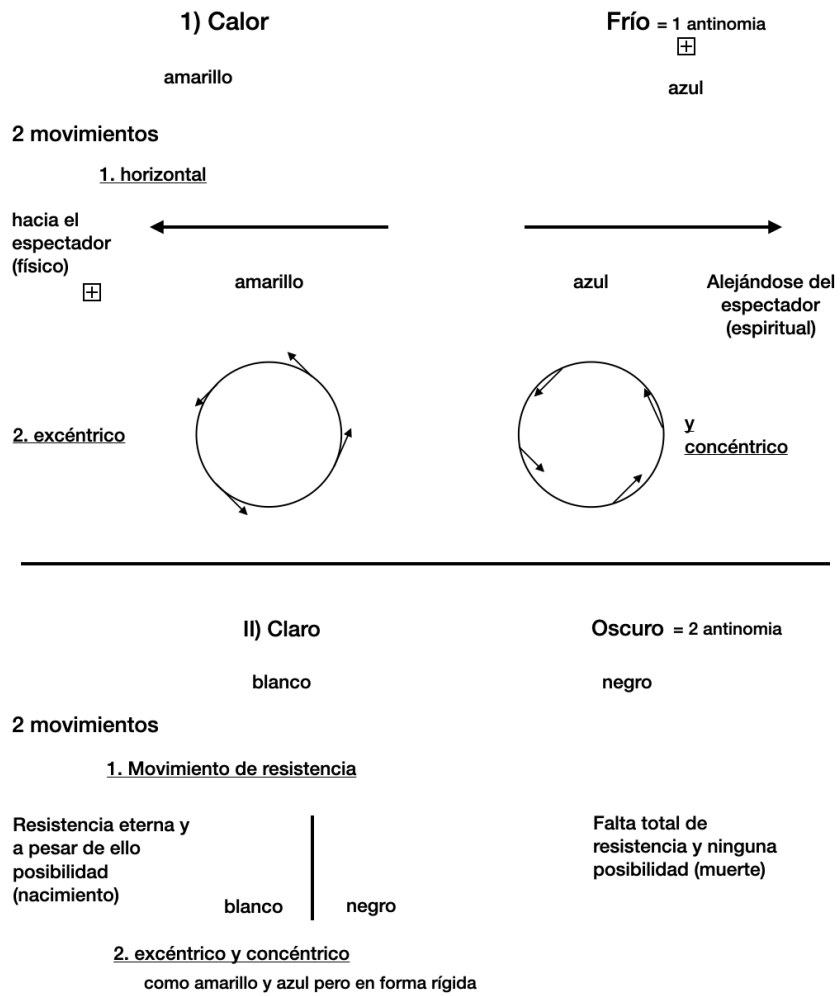 1) Calor
Frío = 1 antinomia
amarillo
azul
2 movimientos
1. horizontal
hacia el
espectador
(físico)
amarillo
azul
Alejándose del
espectador
(espiritual)
2. excéntrico
y
concéntrico
II) Claro
Oscuro = 2 antinomia
blanco
negro
2 movimientos
1. Movimiento de resistencia
Resistencia eterna y
a pesar de ello
posibilidad
(nacimiento)
blanco
negro
Falta total de
resistencia y ninguna
posibilidad (muerte)
2. excéntrico y concéntrico
como amarillo y azul pero en forma rígida